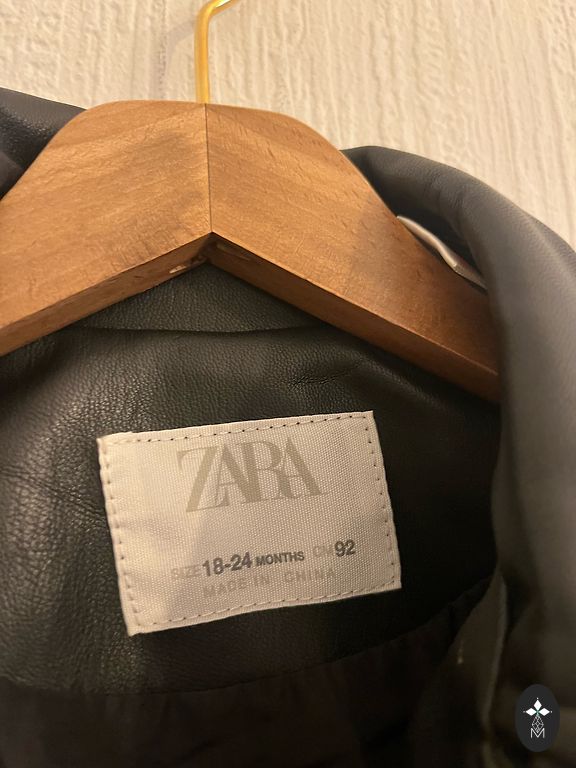 ZARA
SIZE 18-24 MONTHS CM 92
MADE IN CHINA
M